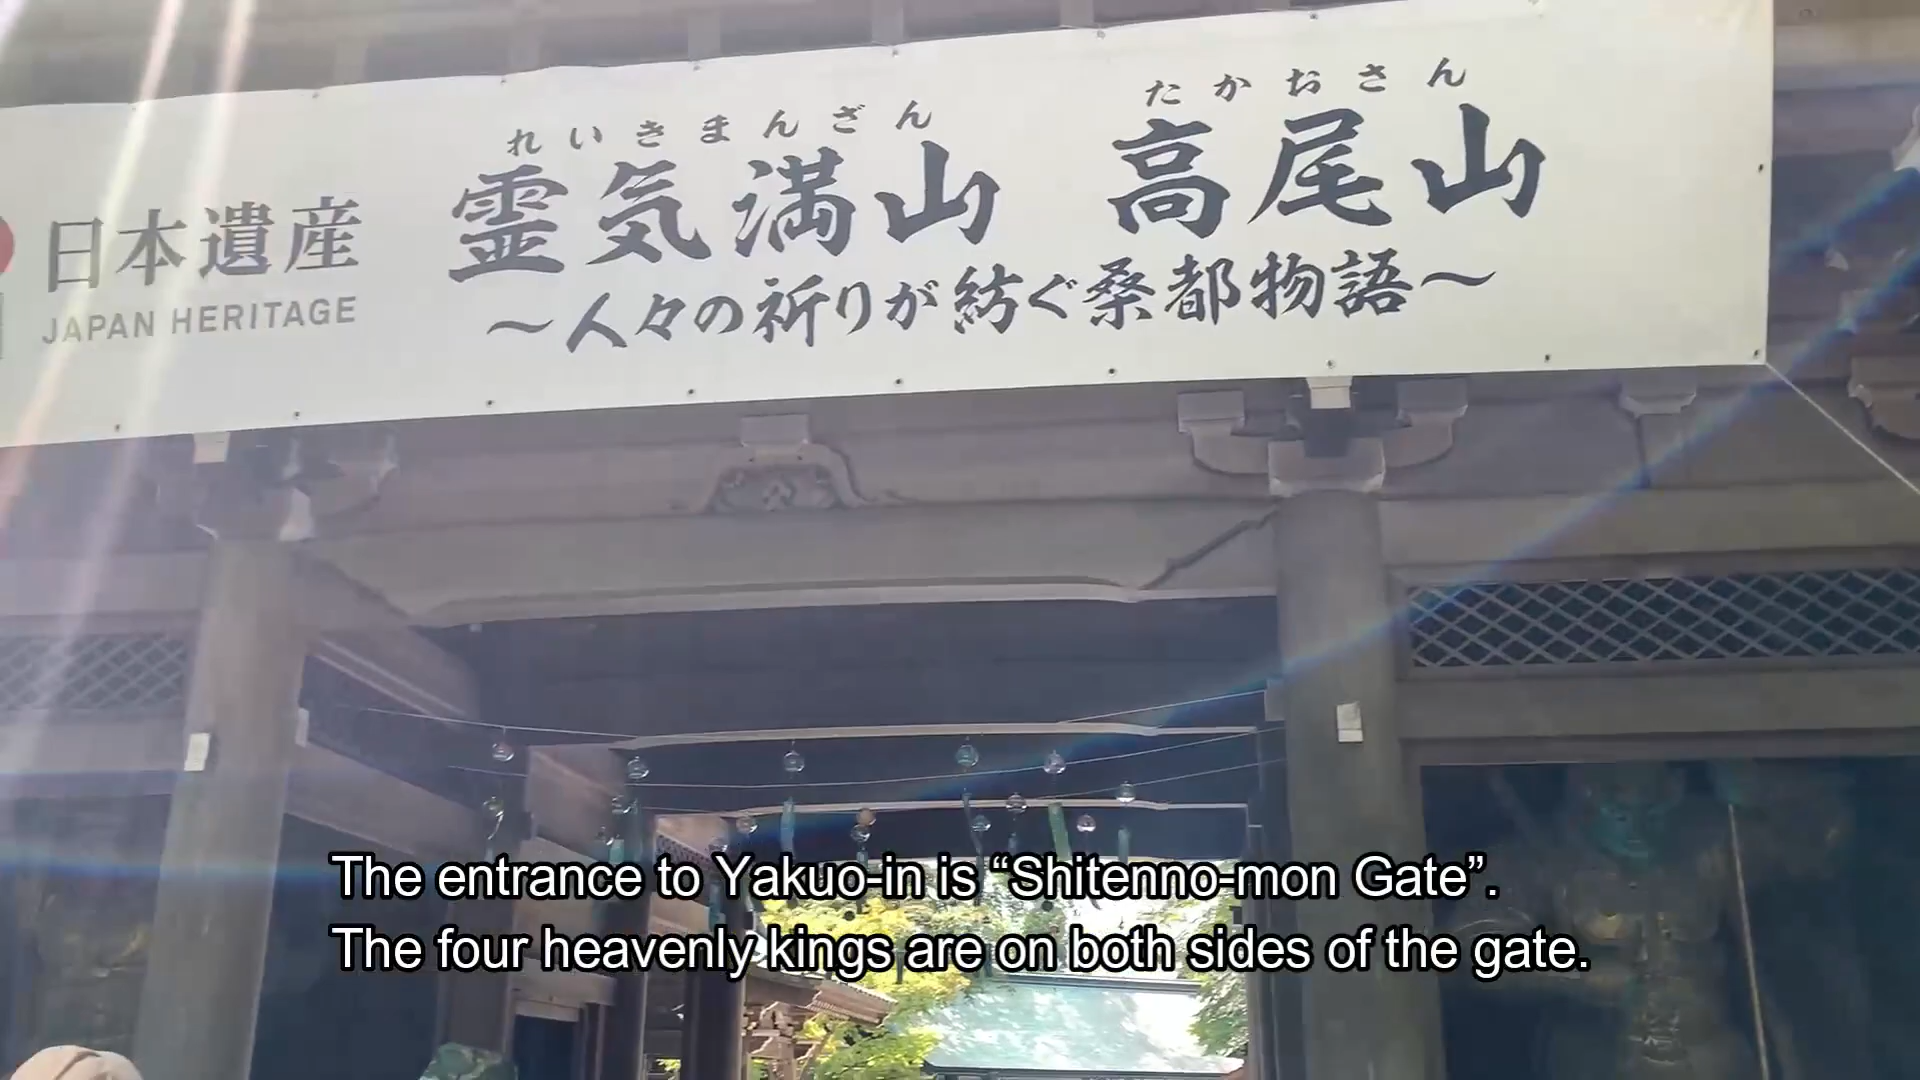 れいきまんざん たかおさん
霊気満山 高尾山
日本遺産
JAPAN HERITAGE
～人々の祈りが紡ぐ桑都物語～
The entrance to Yakuo-in is “Shitenno-mon Gate”.
The four heavenly kings are on both sides of the gate.